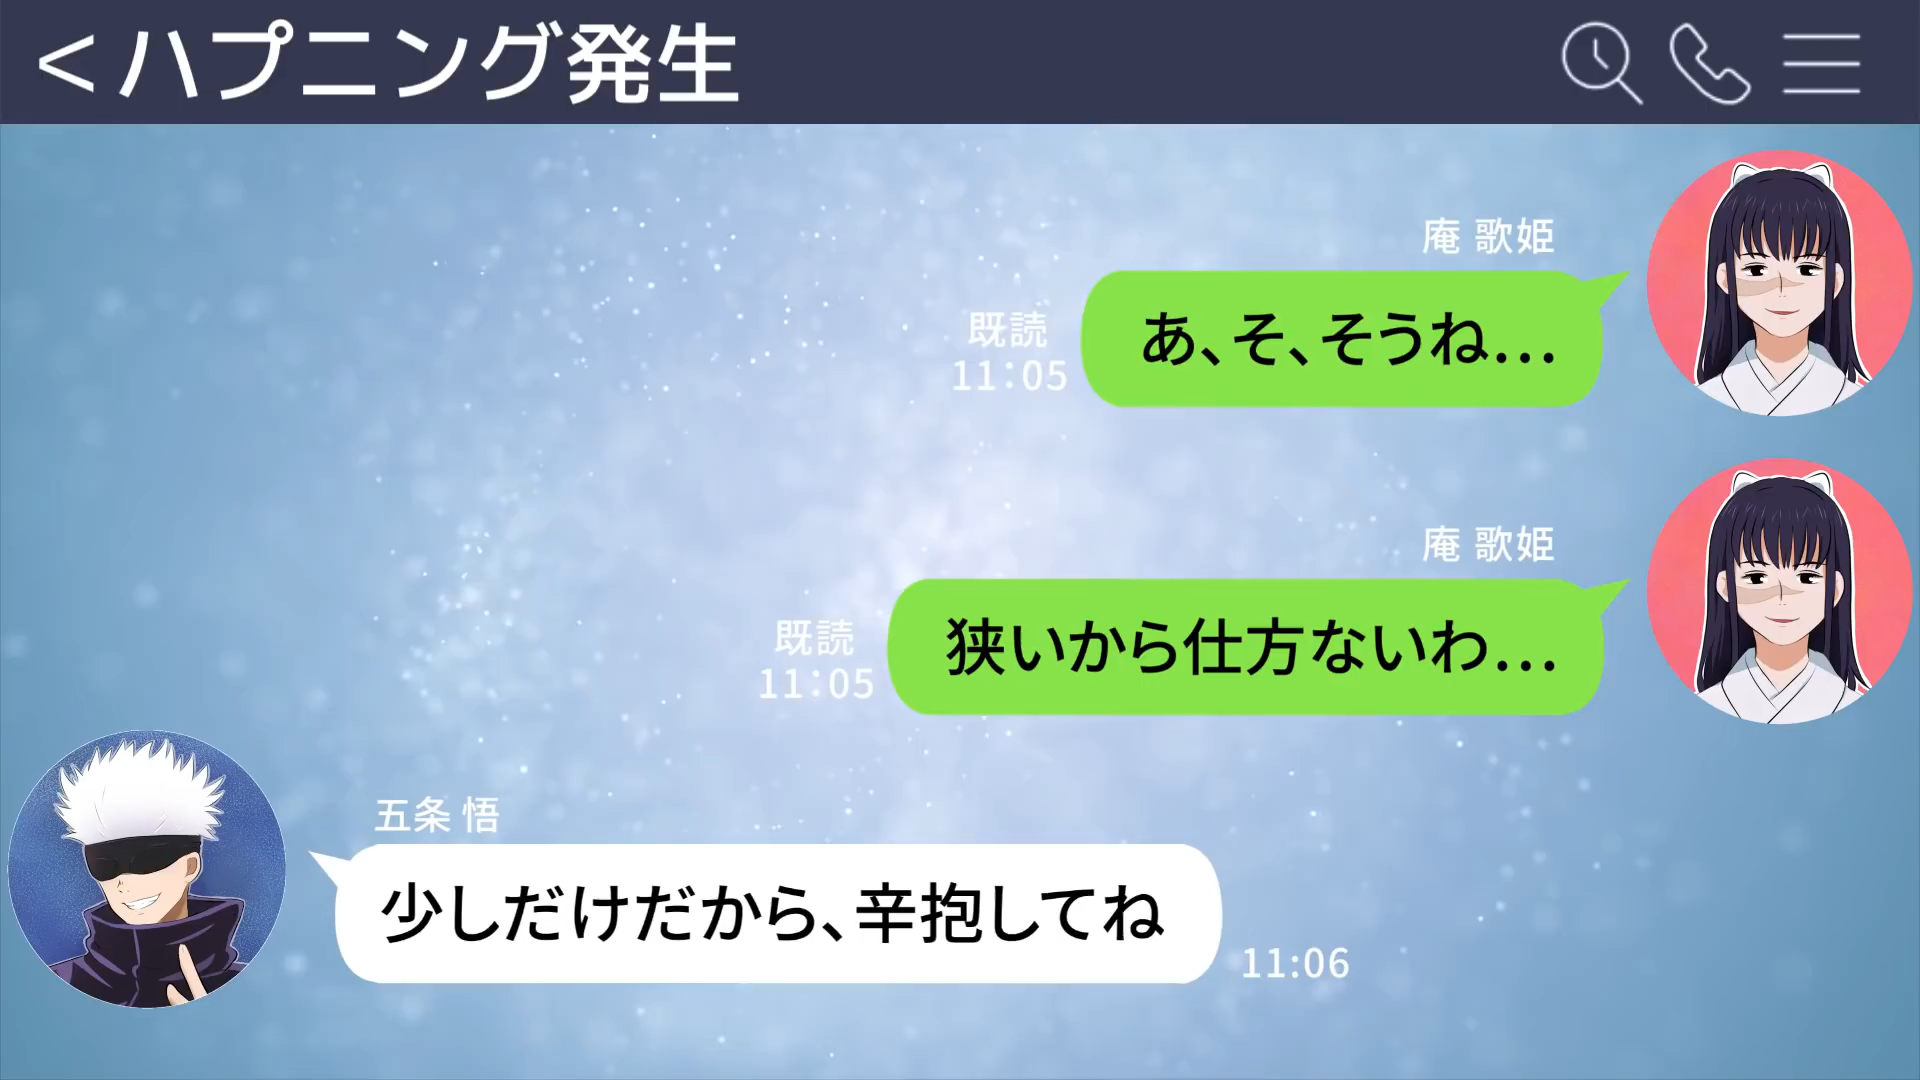 <ハプニング発生
庵 歌姫
あ、そ、そうね…
既読
11:05
庵 歌姫
狭いから仕方ないわ…
既読
11:05
五条 悟
少しだけだから、辛抱してね
11:06